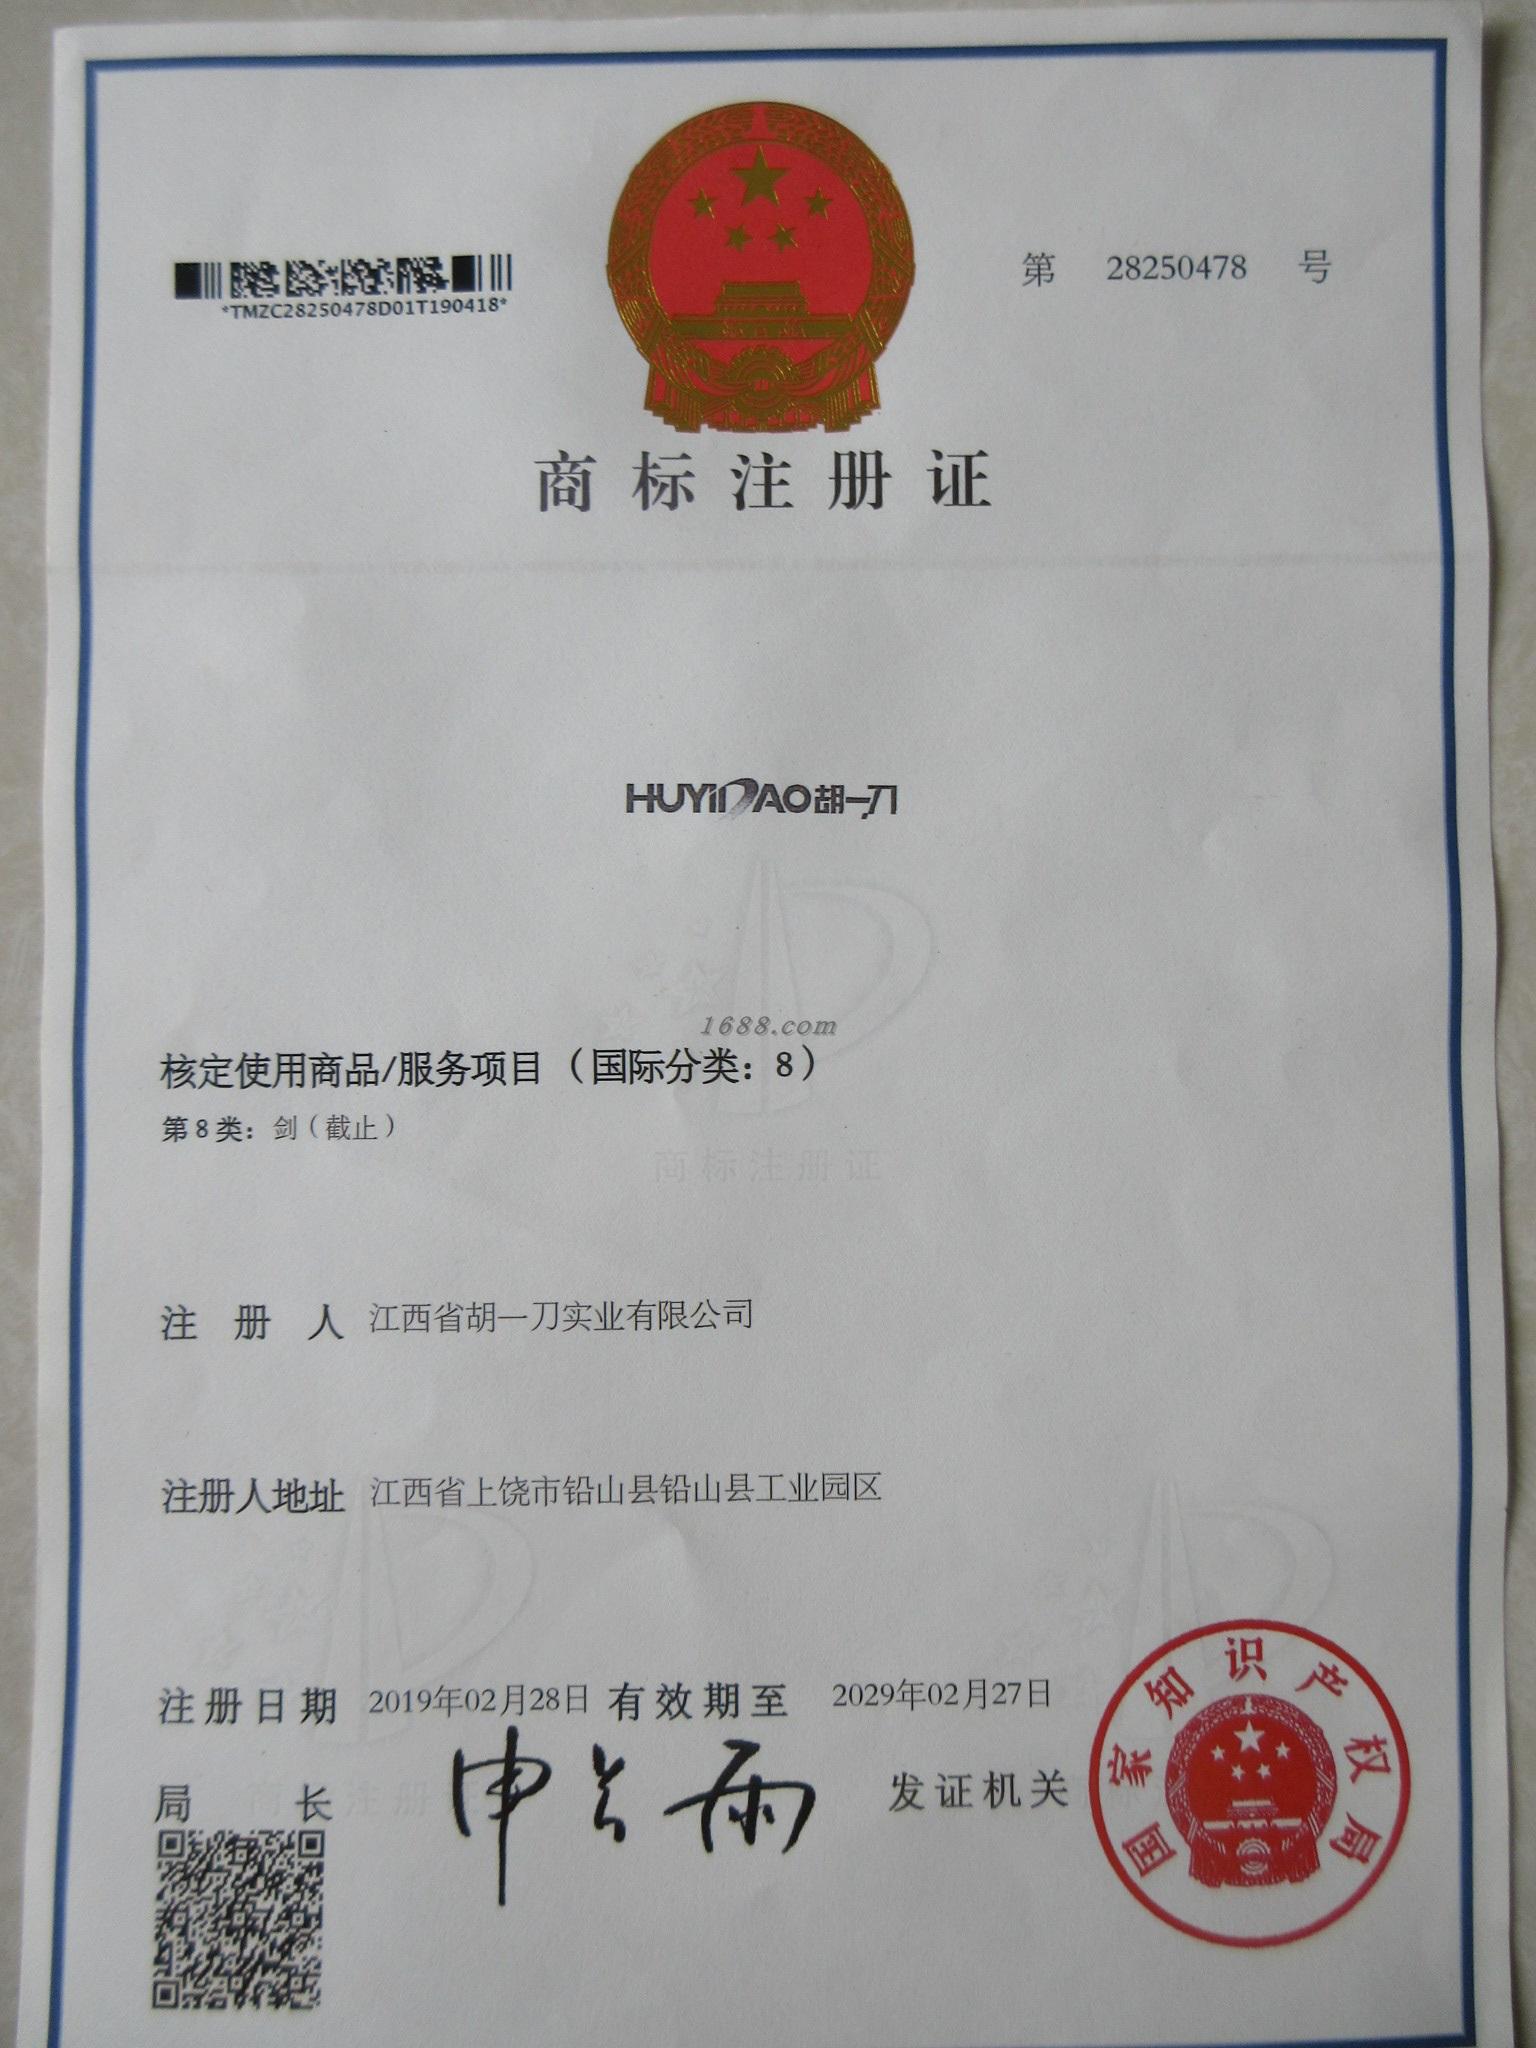 第 28250478 号
*TMZC28250478D01T190418*
商标注册证
HUYIDAO胡一刀
1688.com
核定使用商品/服务项目（国际分类：8）
第8类：剑（截止）
商标注册证
注册人 江西省胡一刀实业有限公司
注册人地址 江西省上饶市铅山县铅山县工业园区
注册日期 2019年02月28日 有效期至 2029年02月27日
局长 申长雨 发证机关
国家知识产权局